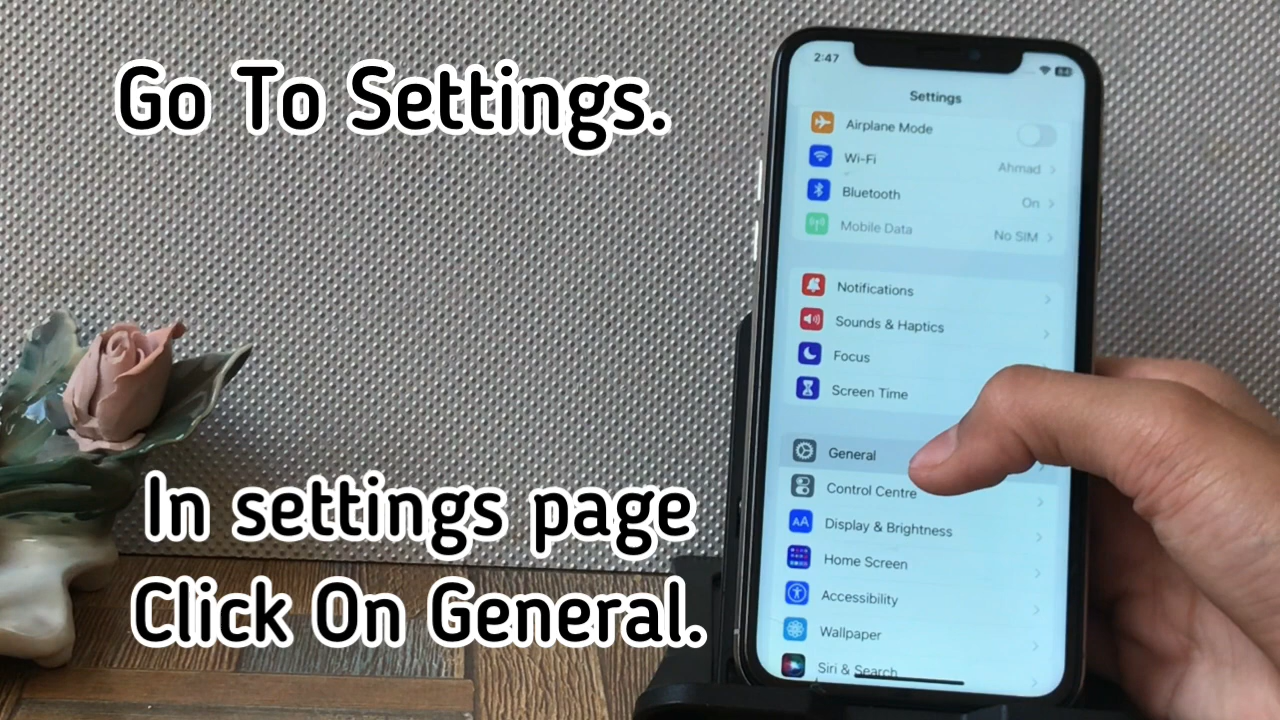 Go To Settings.
In settings page
Click On General.
2:47
64
Settings
Airplane Mode
Wi-Fi
Ahmad
Bluetooth
On
Mobile Data
No SIM
Notifications
Sounds & Haptics
Focus
Screen Time
General
Control Centre
AA
Display & Brightness
Home Screen
Accessibility
Wallpaper
Siri & Search